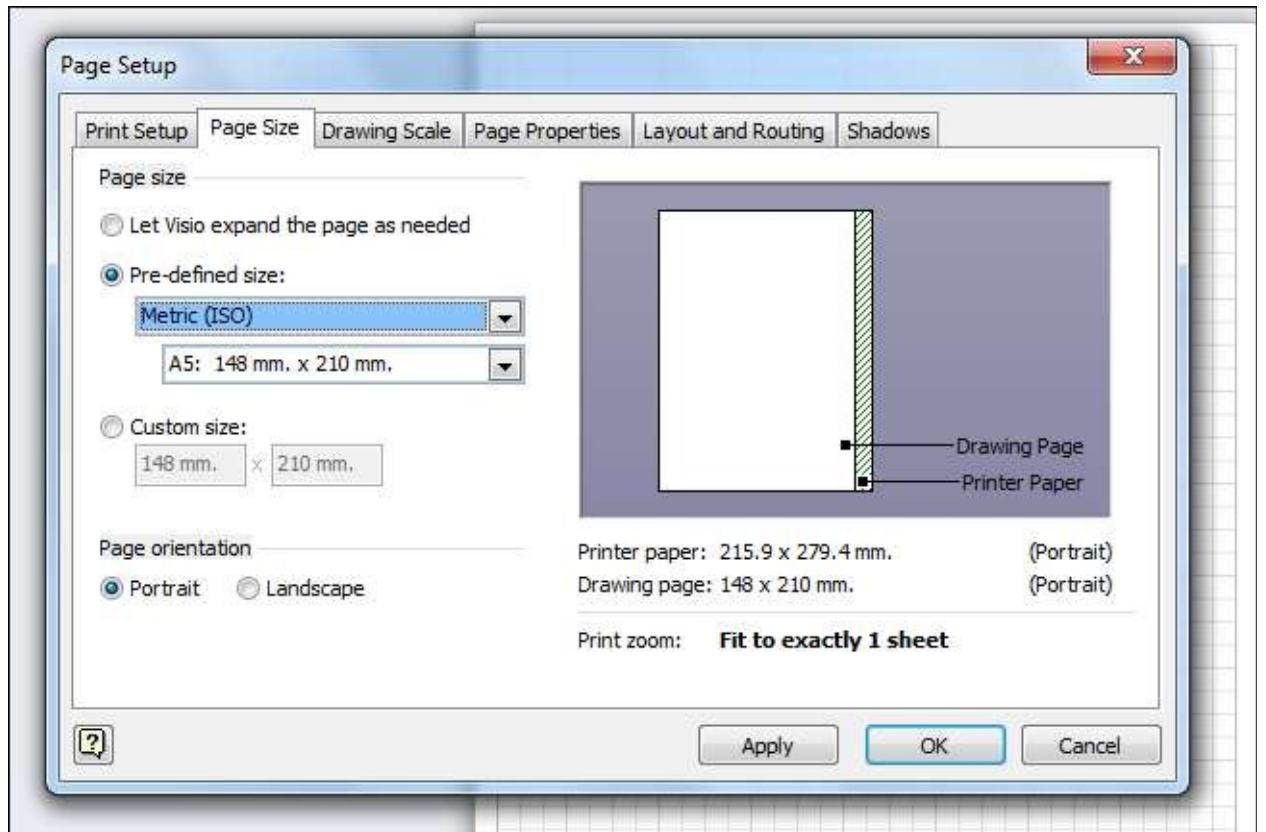 Page Setup
X
Print Setup Page Size Drawing Scale Page Properties Layout and Routing Shadows
Page size
Let Visio expand the page as needed
Pre-defined size:
Metric (ISO)
A5: 148 mm. x 210 mm.
Custom size:
148 mm. x 210 mm.
Page orientation
Portrait Landscape
Drawing Page
Printer Paper
Printer paper: 215.9 x 279.4 mm. (Portrait)
Drawing page: 148 x 210 mm. (Portrait)
Print zoom: Fit to exactly 1 sheet
?
Apply OK Cancel